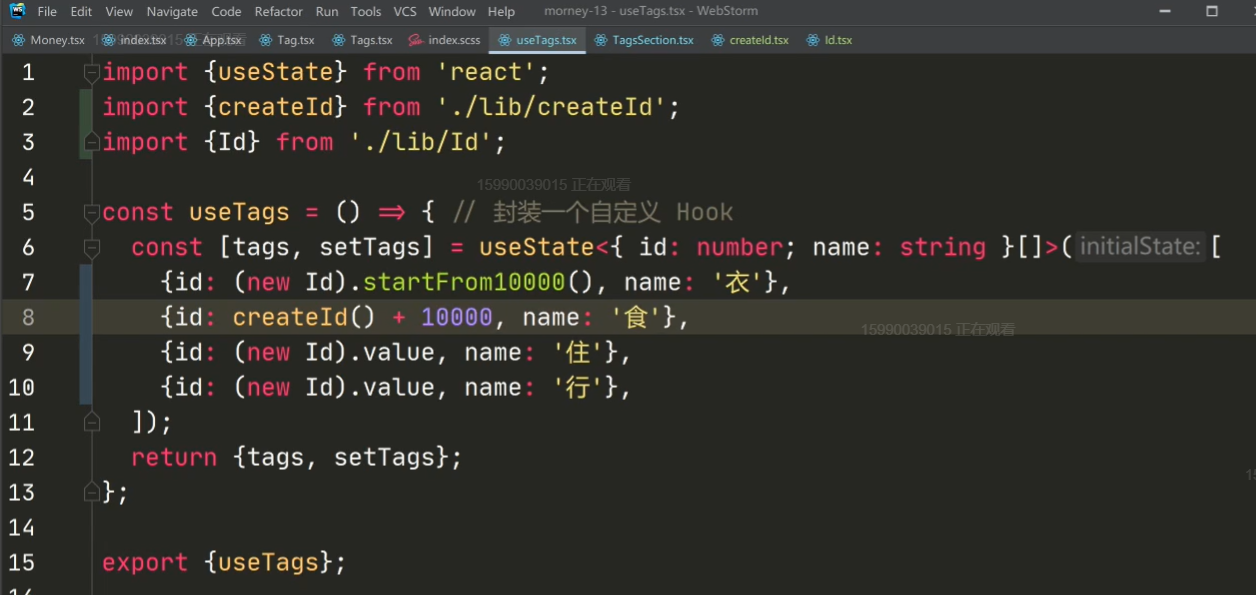 WS File Edit View Navigate Code Refactor Run Tools VCS Window Help morney-13 - useTags.tsx - WebStorm
Money.tsx index.tsx App.tsx Tag.tsx Tags.tsx index.scss useTags.tsx TagsSection.tsx createId.tsx Id.tsx
1 import {useState} from 'react';
2 import {createId} from './lib/createId';
3 import {Id} from './lib/Id';
4
15990039015 正在观看
5 const useTags = () => { // 封装一个自定义 Hook
6 const [tags, setTags] = useState<{ id: number; name: string }[]>( initialState: [
7 {id: (new Id).startFrom10000(), name: '衣'},
8 {id: createId() + 10000, name: '食'},
15990039015 正在观看
9 {id: (new Id).value, name: '住'},
10 {id: (new Id).value, name: '行'},
11 ]);
12 return {tags, setTags};
13 };
14
15 export {useTags};